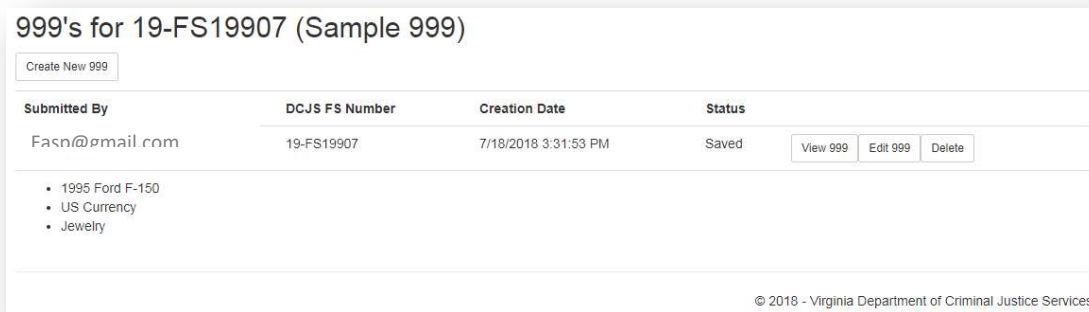 999's for 19-FS19907 (Sample 999)
Create New 999
Submitted By DCJS FS Number Creation Date Status
Fasp@gmail.com 19-FS19907 7/18/2018 3:31:53 PM Saved View 999 Edit 999 Delete
1995 Ford F-150
US Currency
Jewelry
© 2018 - Virginia Department of Criminal Justice Services